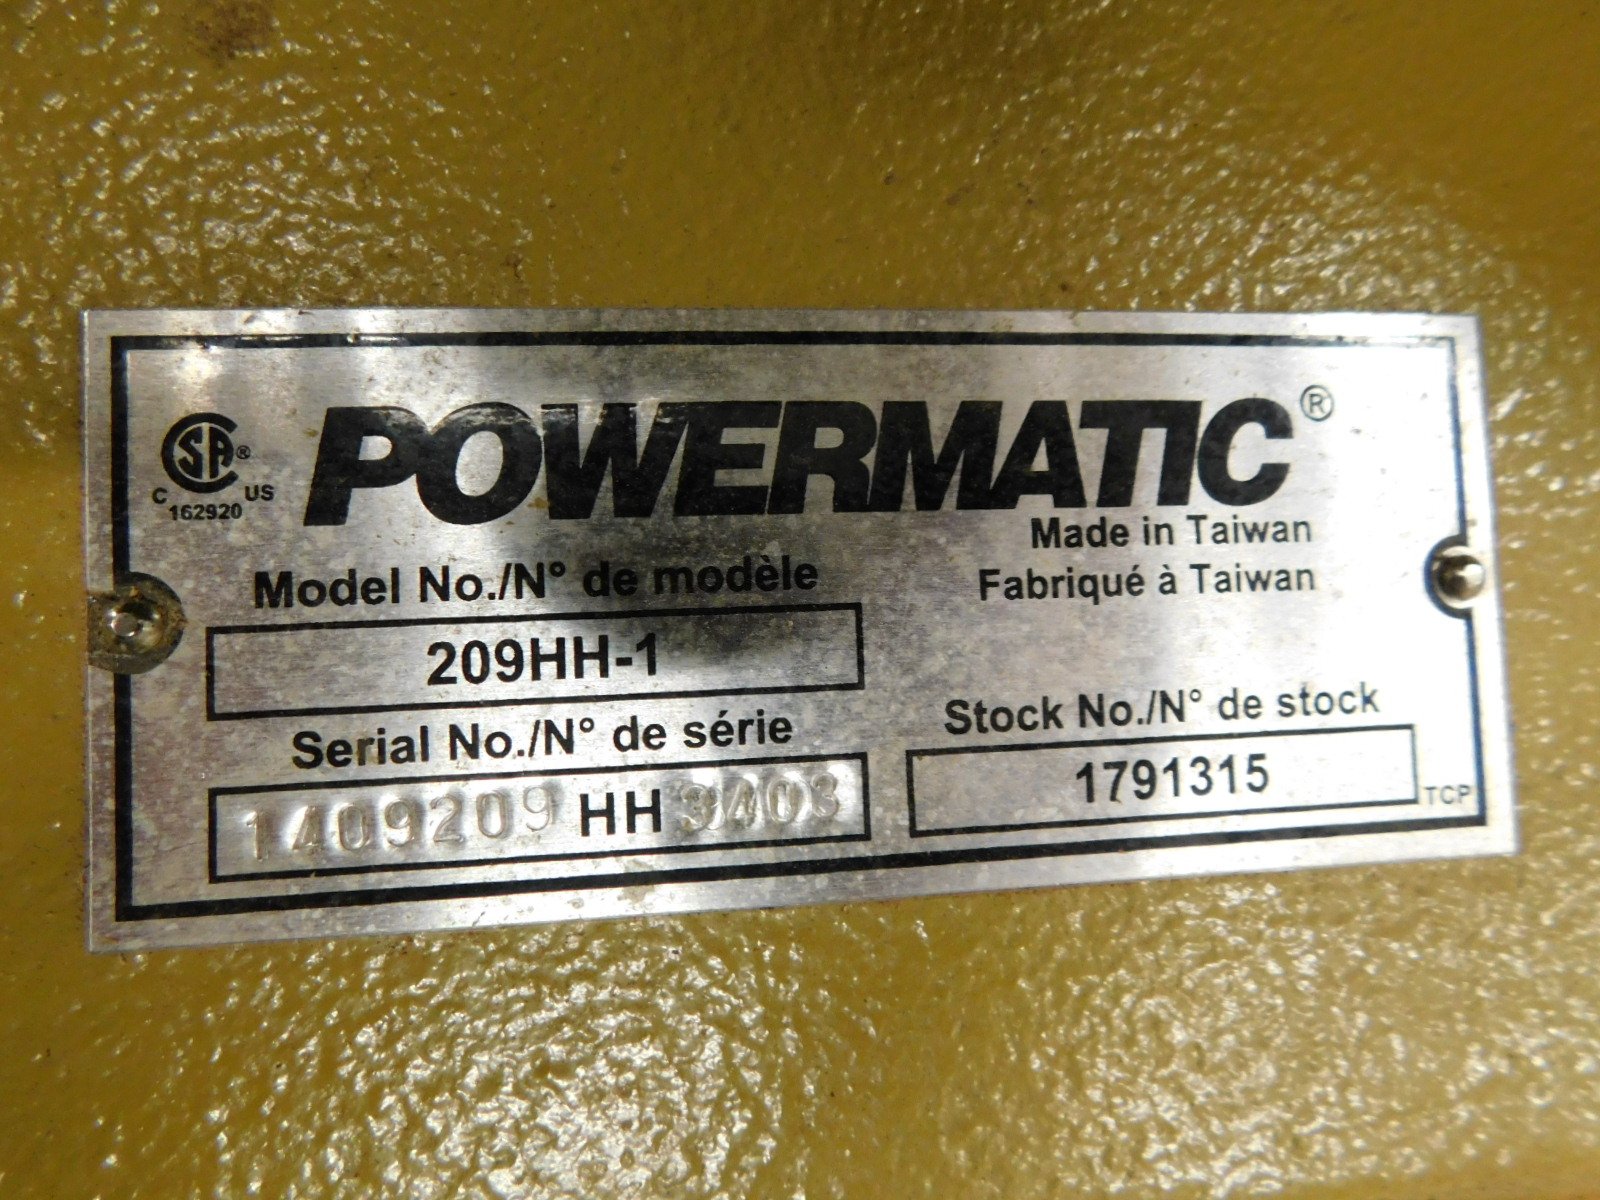 POWERMATIC®
SA®
C US
162920
Made in Taiwan
Fabriqué à Taiwan
Model No./N° de modèle
209HH-1
Serial No./N° de série
1409209 HH 3403
Stock No./N° de stock
1791315
TCP